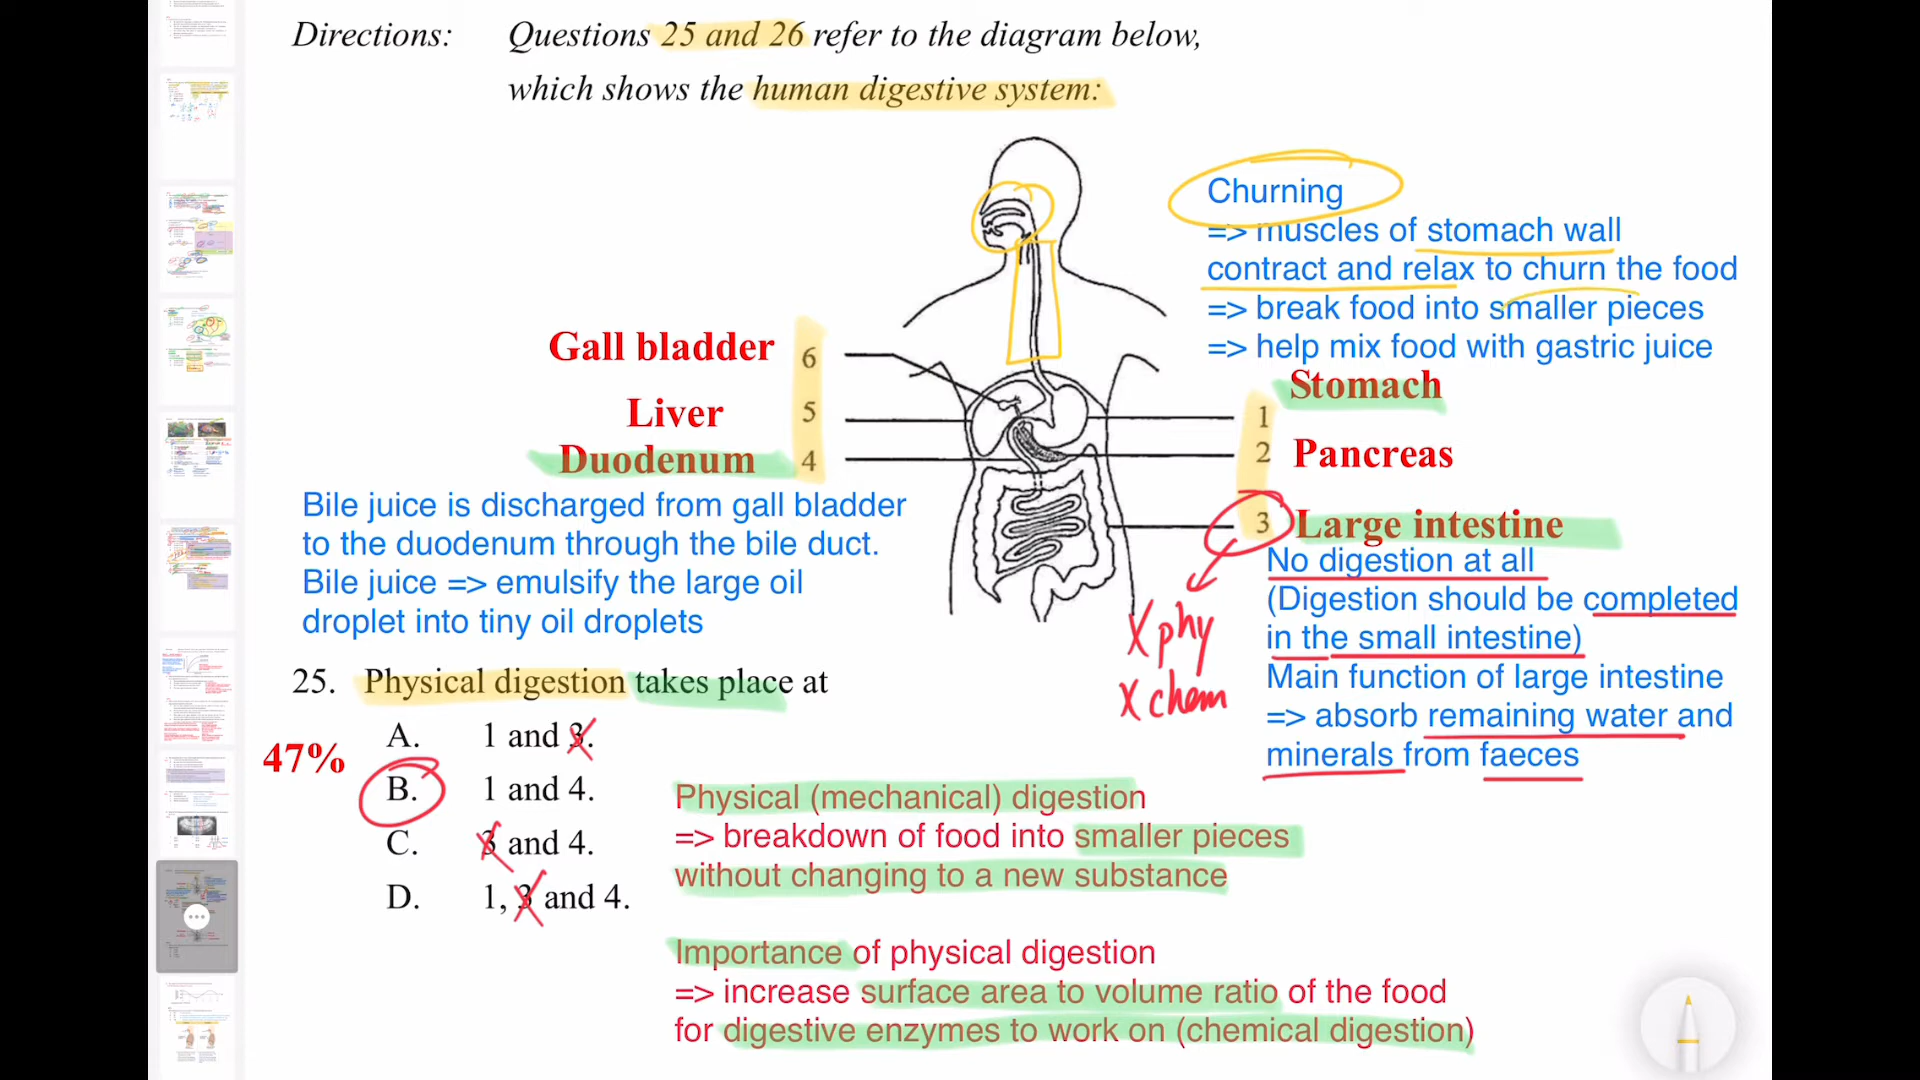 Directions: Questions 25 and 26 refer to the diagram below,
which shows the human digestive system:
Churning
=> muscles of stomach wall
contract and relax to churn the food
=> break food into smaller pieces
=> help mix food with gastric juice
Gall bladder 6
Liver 5
Duodenum 4
Stomach
1
2 Pancreas
3 Large intestine
Bile juice is discharged from gall bladder
to the duodenum through the bile duct.
Bile juice => emulsify the large oil
droplet into tiny oil droplets
No digestion at all
(Digestion should be completed
in the small intestine)
Main function of large intestine
=> absorb remaining water and
minerals from faeces
X phy
X chem
25. Physical digestion takes place at
47%
A. 1 and 3.
B. 1 and 4.
C. 3 and 4.
D. 1, 3 and 4.
Physical (mechanical) digestion
=> breakdown of food into smaller pieces
without changing to a new substance
Importance of physical digestion
=> increase surface area to volume ratio of the food
for digestive enzymes to work on (chemical digestion)